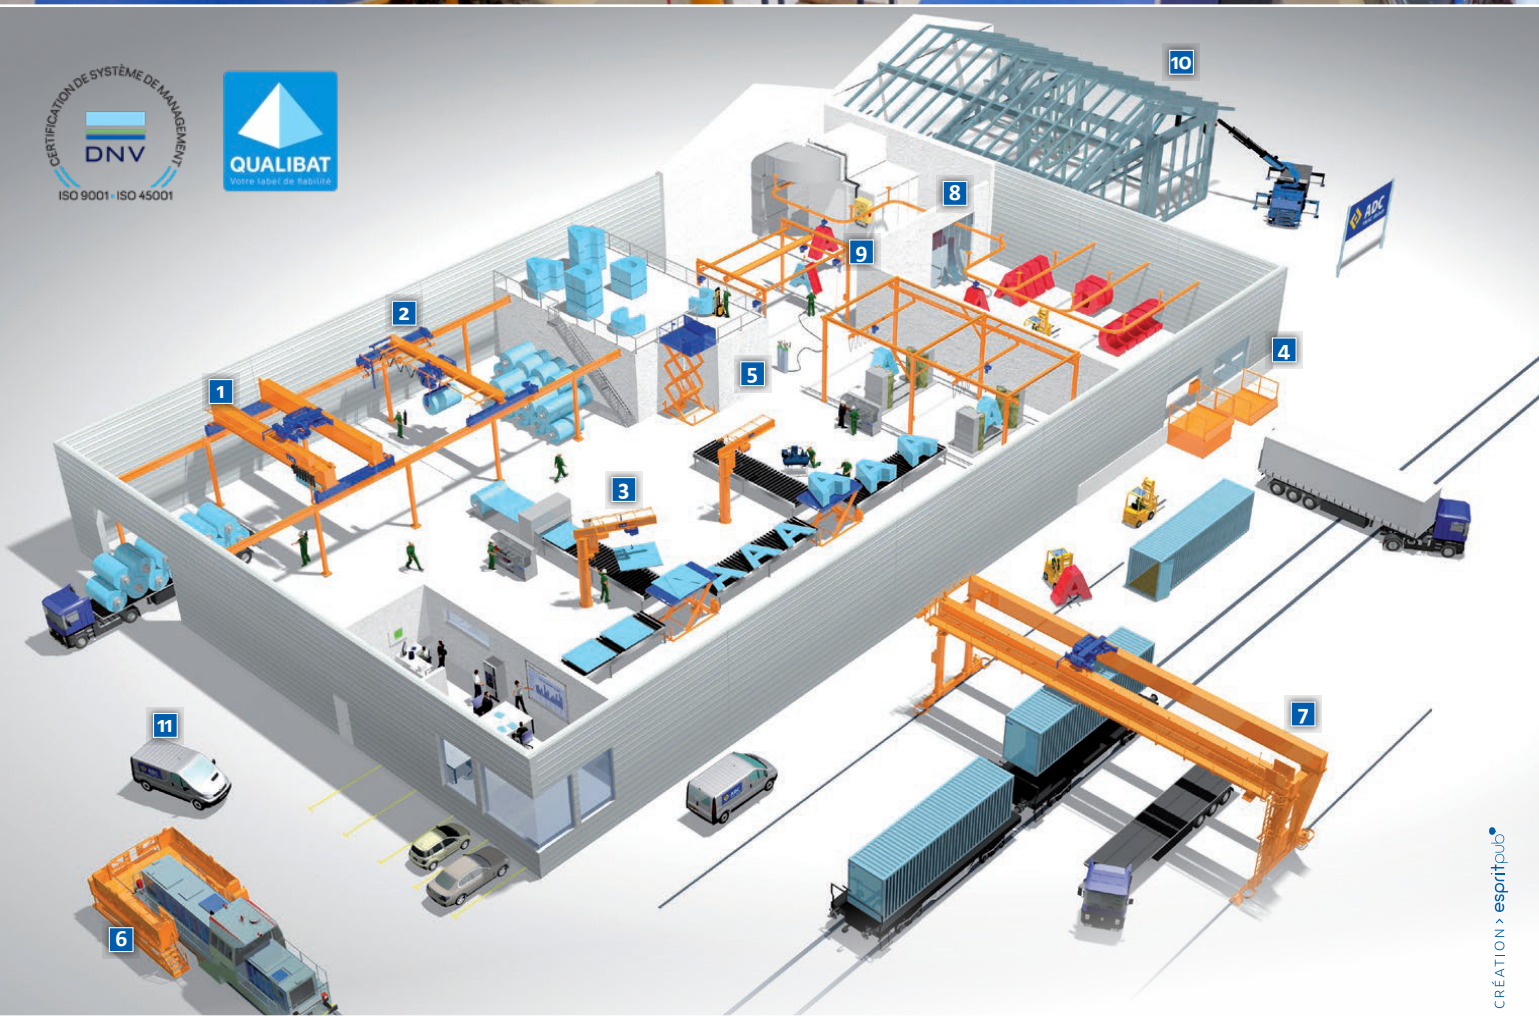 CERTIFICATION DE SYSTÈME DE MANAGEMENT
DNV
ISO 9001 · ISO 45001
QUALIBAT
Votre label de fiabilité
10
ADC
8
9
2
4
5
1
3
7
11
ADC
6
CRÉATION > espritpub